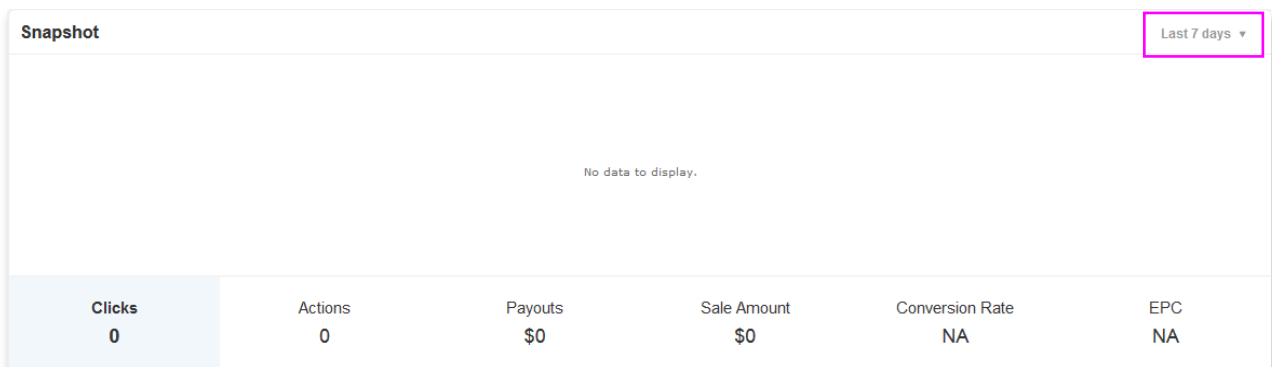 Snapshot
Last 7 days ▼
No data to display.
Clicks Actions Payouts Sale Amount Conversion Rate EPC
0 0 $0 $0 NA NA